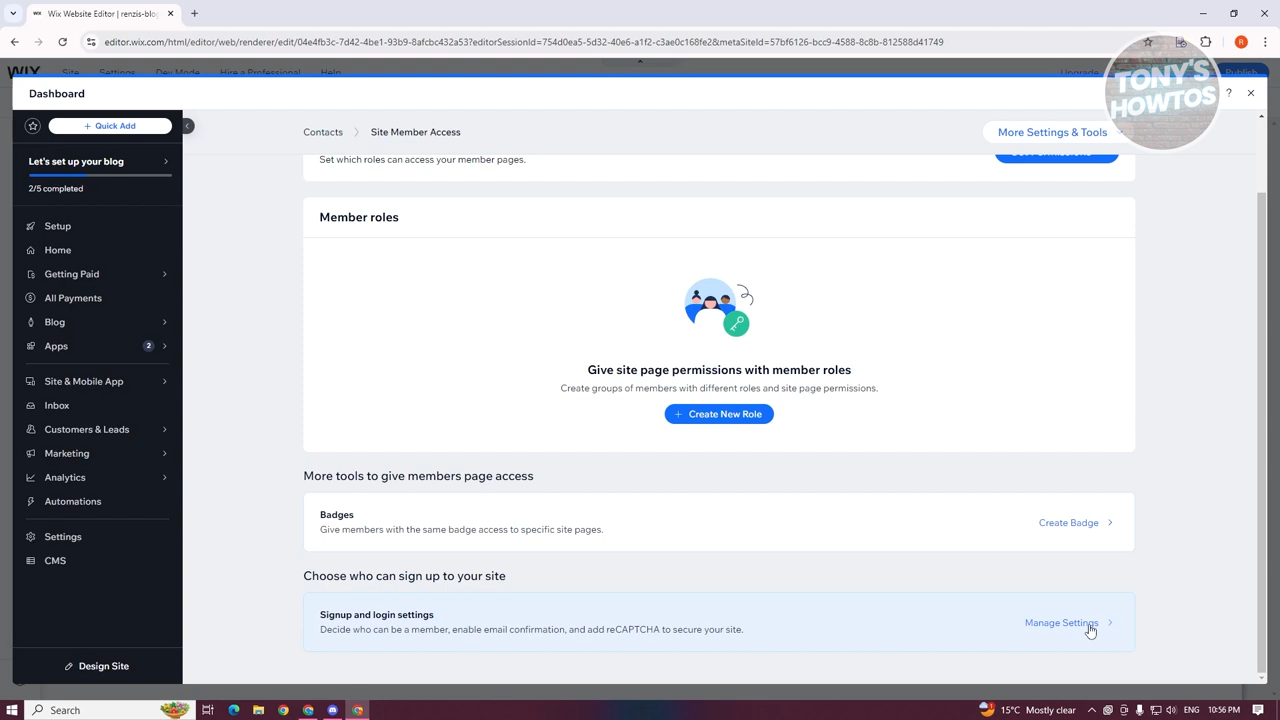 Wix Website Editor (renzis-blog
editor.wix.com/html/editor/web/renderer/edit/04e4fb3c-7d42-4be1-93b9-8afcbc432a53?editorSessionId=754d0ea5-5d32-40e6-a1f2-c3ae0c168fe2&metaSiteId=57bf6126-bcc9-4588-8c8b-812588d41749
R
WIX Site Settings Dev Mode Hire a Professional Help Upgrade Publish
TONY'S
HOWTOS
Dashboard
?
+ Quick Add
Contacts > Site Member Access
More Settings & Tools
Let's set up your blog
2/5 completed
Set which roles can access your member pages.
Setup
Home
Getting Paid
All Payments
Blog
Apps 2
Site & Mobile App
Inbox
Customers & Leads
Marketing
Analytics
Automations
Settings
CMS
Design Site
Member roles
Give site page permissions with member roles
Create groups of members with different roles and site page permissions.
+ Create New Role
More tools to give members page access
Badges
Give members with the same badge access to specific site pages.
Create Badge
Choose who can sign up to your site
Signup and login settings
Decide who can be a member, enable email confirmation, and add reCAPTCHA to secure your site.
Manage Settings
Search
15°C Mostly clear
ENG
10:56 PM